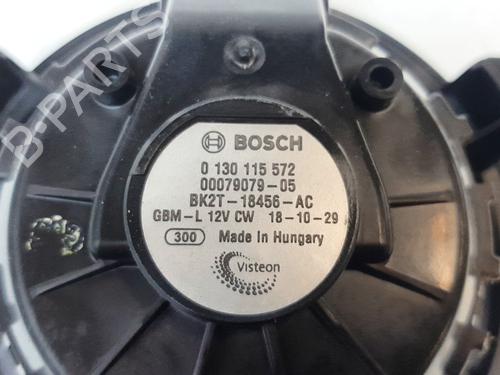 B-PARTS
BOSCH
0 130 115 572
00079079-05
BK2T-18456-AC
GBM-L 12V CW 18-10-29
300 Made in Hungary
Visteon